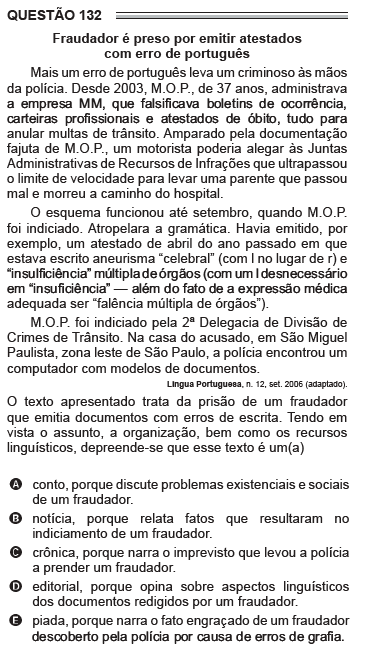 QUESTÃO 132
Fraudador é preso por emitir atestados
com erro de português
Mais um erro de português leva um criminoso às mãos
da polícia. Desde 2003, M.O.P., de 37 anos, administrava
a empresa MM, que falsificava boletins de ocorrência,
carteiras profissionais e atestados de óbito, tudo para
anular multas de trânsito. Amparado pela documentação
fajuta de M.O.P., um motorista poderia alegar às Juntas
Administrativas de Recursos de Infrações que ultrapassou
o limite de velocidade para levar uma parente que passou
mal e morreu a caminho do hospital.
O esquema funcionou até setembro, quando M.O.P.
foi indiciado. Atropelara a gramática. Havia emitido, por
exemplo, um atestado de abril do ano passado em que
estava escrito aneurisma “celebral” (com l no lugar de r) e
“insulficiência” múltipla de órgãos (com um l desnecessário
em “insuficiência” — além do fato de a expressão médica
adequada ser “falência múltipla de órgãos”).
M.O.P. foi indiciado pela 2ª Delegacia de Divisão de
Crimes de Trânsito. Na casa do acusado, em São Miguel
Paulista, zona leste de São Paulo, a polícia encontrou um
computador com modelos de documentos.
Língua Portuguesa, n. 12, set. 2006 (adaptado).
O texto apresentado trata da prisão de um fraudador
que emitia documentos com erros de escrita. Tendo em
vista o assunto, a organização, bem como os recursos
linguísticos, depreende-se que esse texto é um(a)
A conto, porque discute problemas existenciais e sociais
de um fraudador.
B notícia, porque relata fatos que resultaram no
indiciamento de um fraudador.
C crônica, porque narra o imprevisto que levou a polícia
a prender um fraudador.
D editorial, porque opina sobre aspectos linguísticos
dos documentos redigidos por um fraudador.
E piada, porque narra o fato engraçado de um fraudador
descoberto pela polícia por causa de erros de grafia.